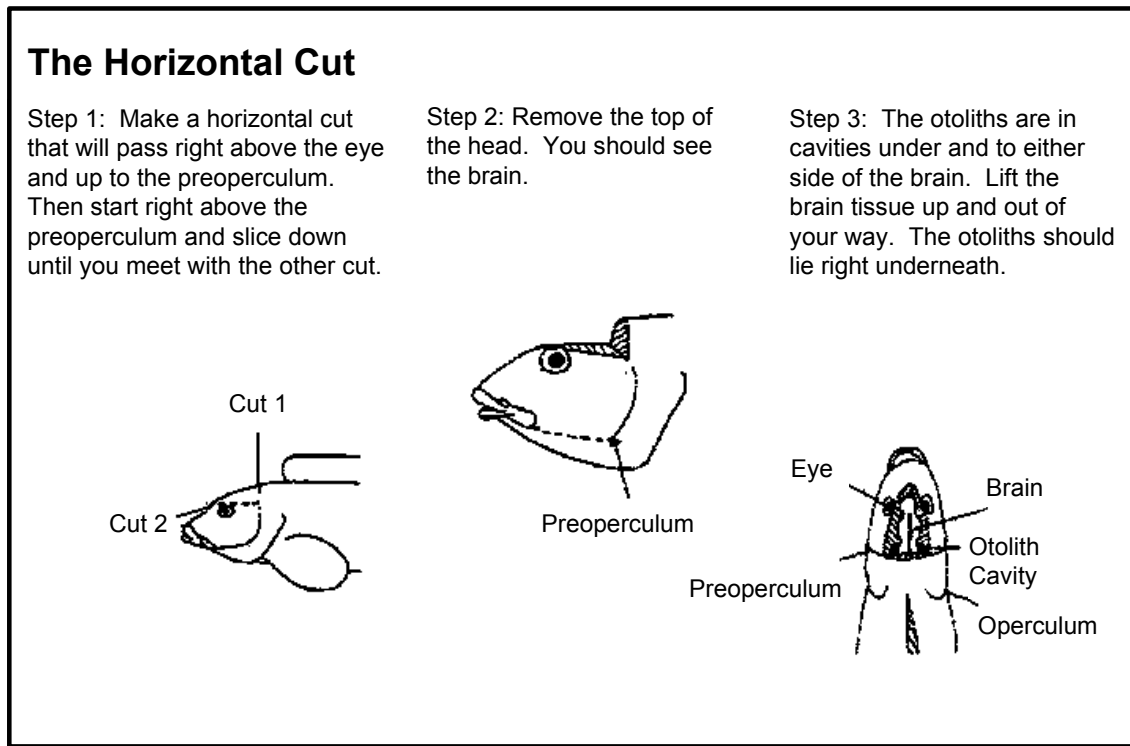 The Horizontal Cut
Step 1:  Make a horizontal cut
that will pass right above the eye
and up to the preoperculum.
Then start right above the
preoperculum and slice down
until you meet with the other cut.
Step 2: Remove the top of
the head.  You should see
the brain.
Step 3:  The otoliths are in
cavities under and to either
side of the brain.  Lift the
brain tissue up and out of
your way.  The otoliths should
lie right underneath.
Cut 1
Cut 2
Preoperculum
Eye
Brain
Preoperculum
Otolith
Cavity
Operculum